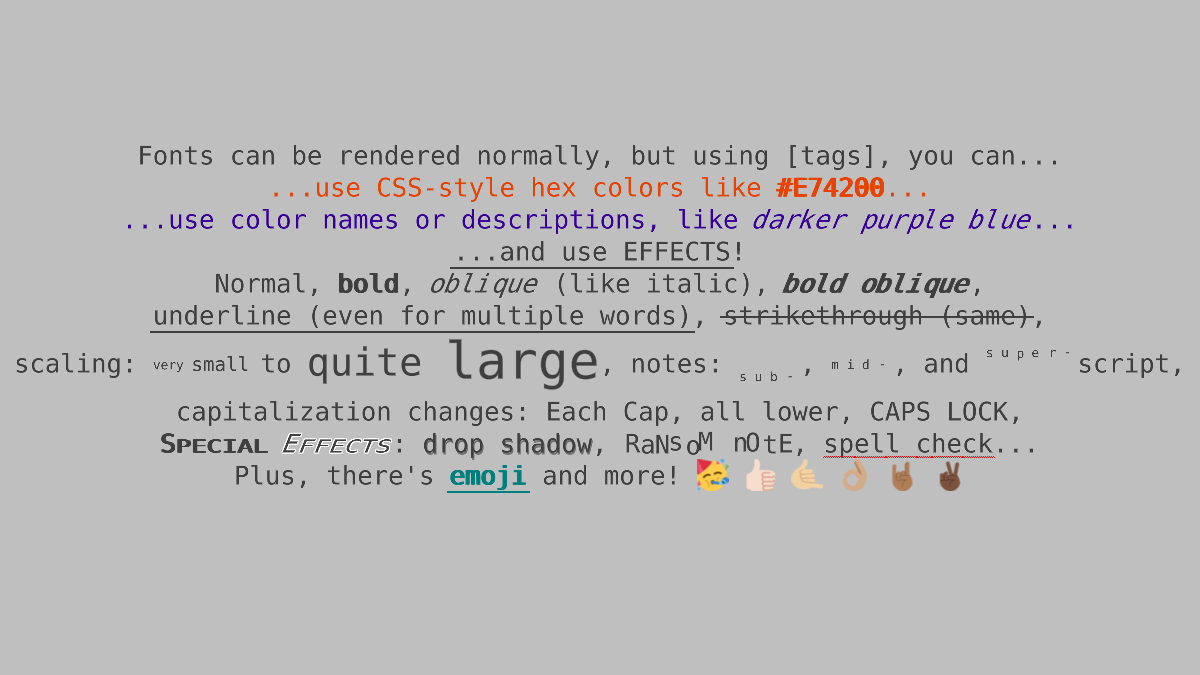 Fonts can be rendered normally, but using [tags], you can...
...use CSS-style hex colors like #E74200...
...use color names or descriptions, like darker purple blue...
...and use EFFECTS!
Normal, bold, oblique (like italic), bold oblique,
underline (even for multiple words), strikethrough (same),
scaling: very small to quite large, notes: sub-, mid-, and super-script,
capitalization changes: Each Cap, all lower, CAPS LOCK,
SPECIAL EFFECTS: drop shadow, RaNsoM nOtE, spell check...
Plus, there's emoji and more! 🥳 👍🏻 🤙🏼 👌🏽 🤘🏾 ✌🏿